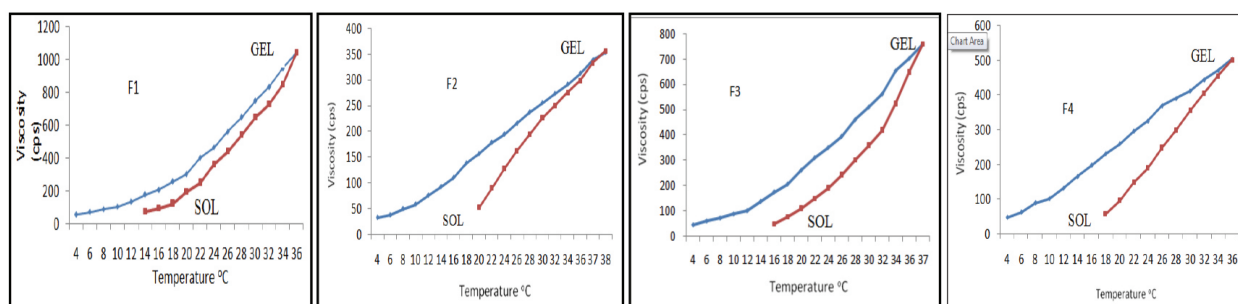 1200
1000
800
600
400
200
0
Viscosity
(cps)
GEL
F1
SOL
4 6 8 10 12 14 16 18 20 22 24 26 28 30 32 34 36
Temperature ⁰C
400
350
300
250
200
150
100
50
0
Viscosity (cps)
GEL
F2
SOL
4 6 8 10 12 14 16 18 20 22 24 26 28 30 32 34 36 37 38
Temperature ⁰C
800
700
600
500
400
300
200
100
0
Viscosity (cps)
GEL
F3
SOL
4 6 8 10 12 14 16 18 20 22 24 26 28 30 32 34 36 37
Temperature ⁰C
600
500
400
300
200
100
0
Chart Area
Viscosity (cps)
GEL
F4
SOL
4 6 8 10 12 14 16 18 20 22 24 26 28 30 32 34 36
Temperature ⁰C